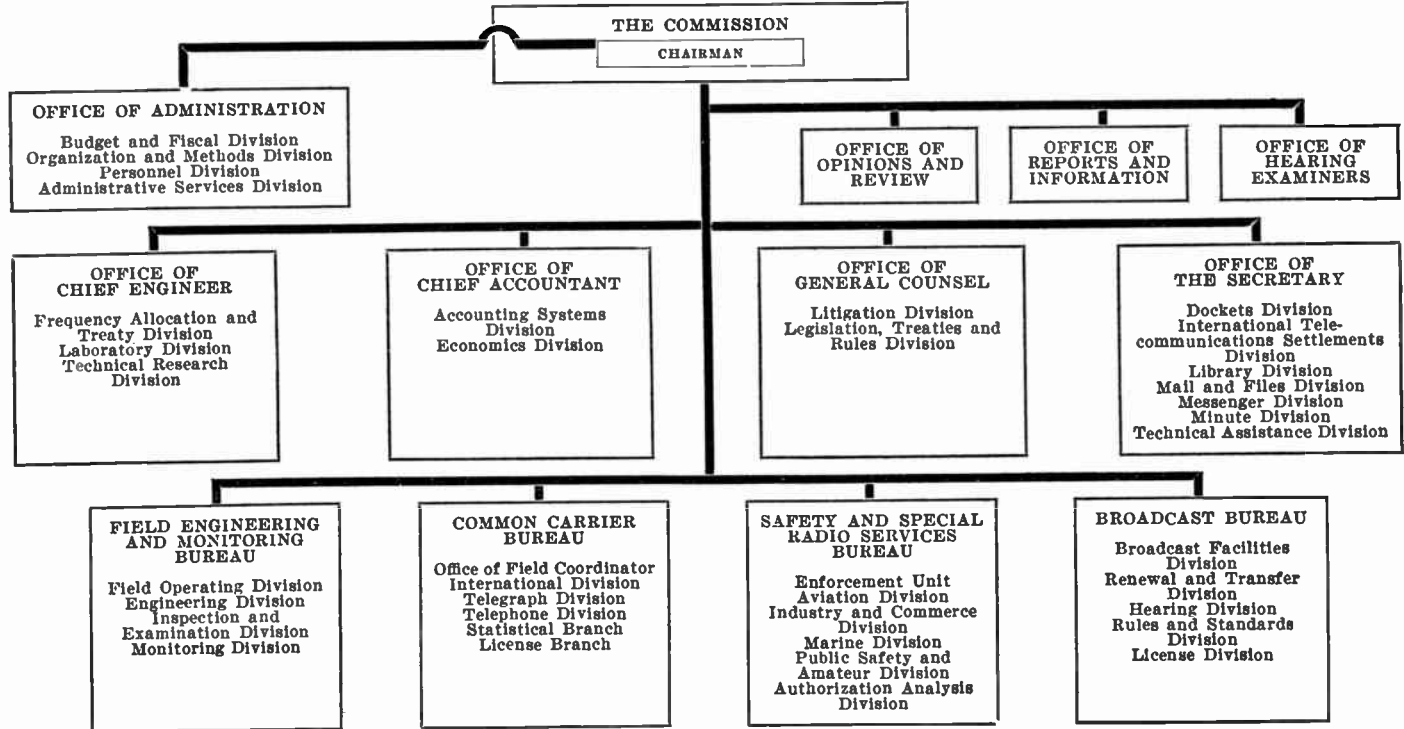 THE COMMISSION
CHAIRMAN
OFFICE OF ADMINISTRATION
Budget and Fiscal Division
Organization and Methods Division
Personnel Division
Administrative Services Division
OFFICE OF
OPINIONS AND
REVIEW
OFFICE OF
REPORTS AND
INFORMATION
OFFICE OF
HEARING
EXAMINERS
OFFICE OF
CHIEF ENGINEER
Frequency Allocation and
Treaty Division
Laboratory Division
Technical Research
Division
OFFICE OF
CHIEF ACCOUNTANT
Accounting Systems
Division
Economics Division
OFFICE OF
GENERAL COUNSEL
Litigation Division
Legislation, Treaties and
Rules Division
OFFICE OF
THE SECRETARY
Dockets Division
International Tele-
communications Settlements
Division
Library Division
Mail and Files Division
Messenger Division
Minute Division
Technical Assistance Division
FIELD ENGINEERING
AND MONITORING
BUREAU
Field Operating Division
Engineering Division
Inspection and
Examination Division
Monitoring Division
COMMON CARRIER
BUREAU
Office of Field Coordinator
International Division
Telegraph Division
Telephone Division
Statistical Branch
License Branch
SAFETY AND SPECIAL
RADIO SERVICES
BUREAU
Enforcement Unit
Aviation Division
Industry and Commerce
Division
Marine Division
Public Safety and
Amateur Division
Authorization Analysis
Division
BROADCAST BUREAU
Broadcast Facilities
Division
Renewal and Transfer
Division
Hearing Division
Rules and Standards
Division
License Division